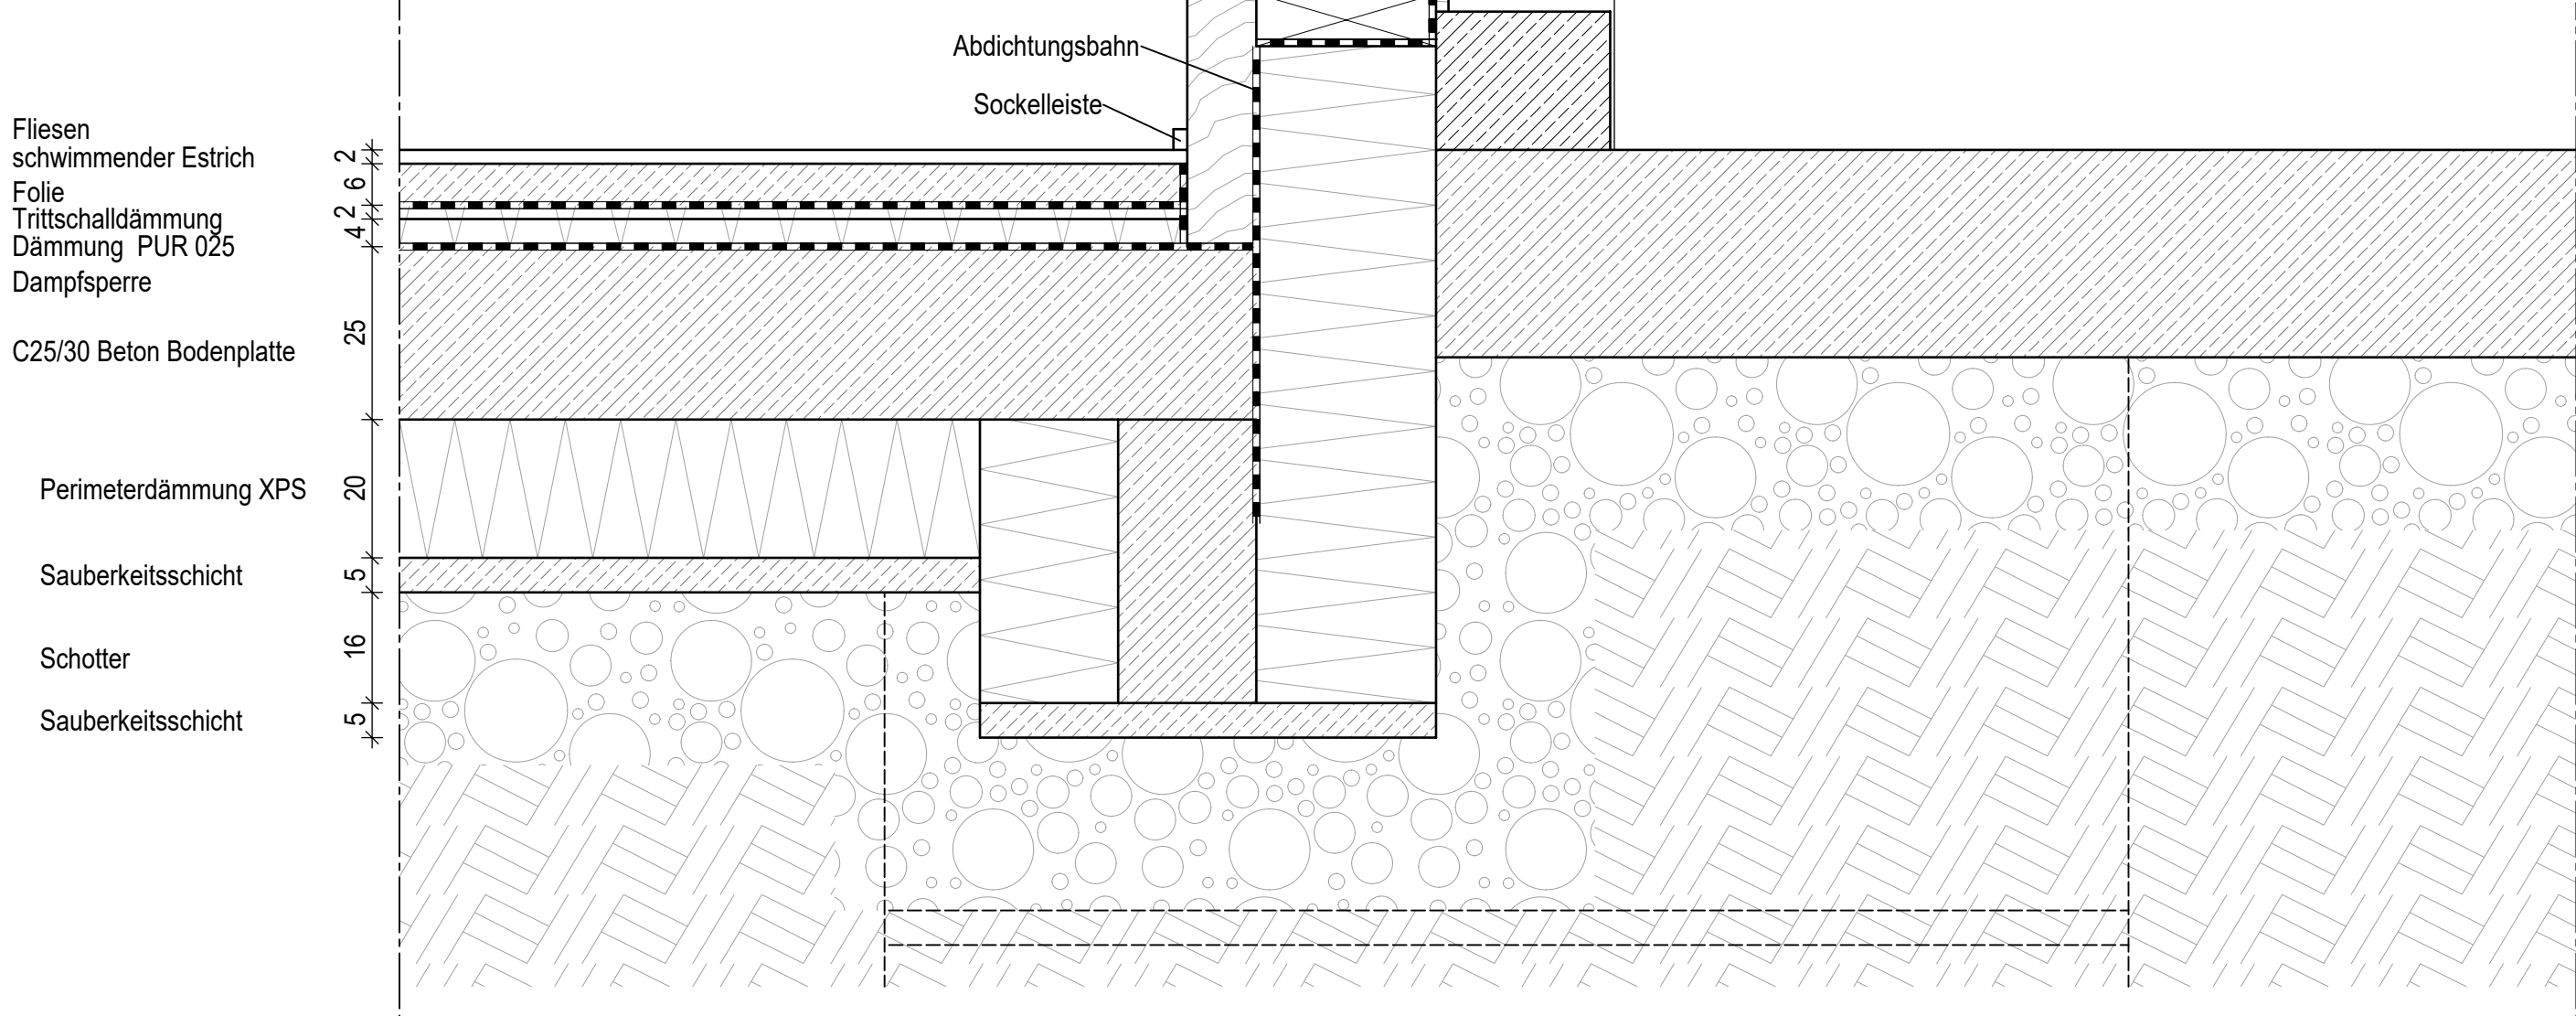 Abdichtungsbahn
Sockelleiste
Fliesen
schwimmender Estrich
2
6
Folie
Trittschalldämmung
2
Dämmung PUR 025
4
Dampfsperre
C25/30 Beton Bodenplatte
25
Perimeterdämmung XPS
20
Sauberkeitsschicht
5
Schotter
16
Sauberkeitsschicht
5